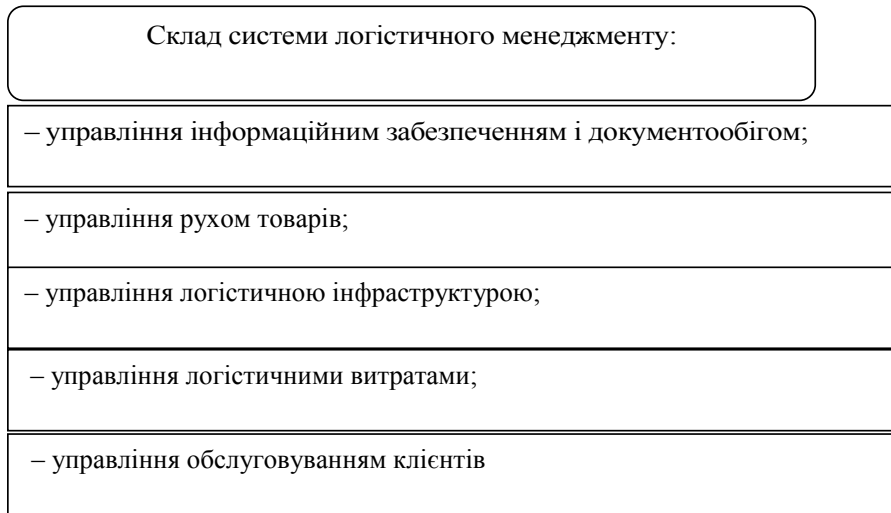 Склад системи логістичного менеджменту:
– управління інформаційним забезпеченням і документообігом;
– управління рухом товарів;
– управління логістичною інфраструктурою;
– управління логістичними витратами;
– управління обслуговуванням клієнтів